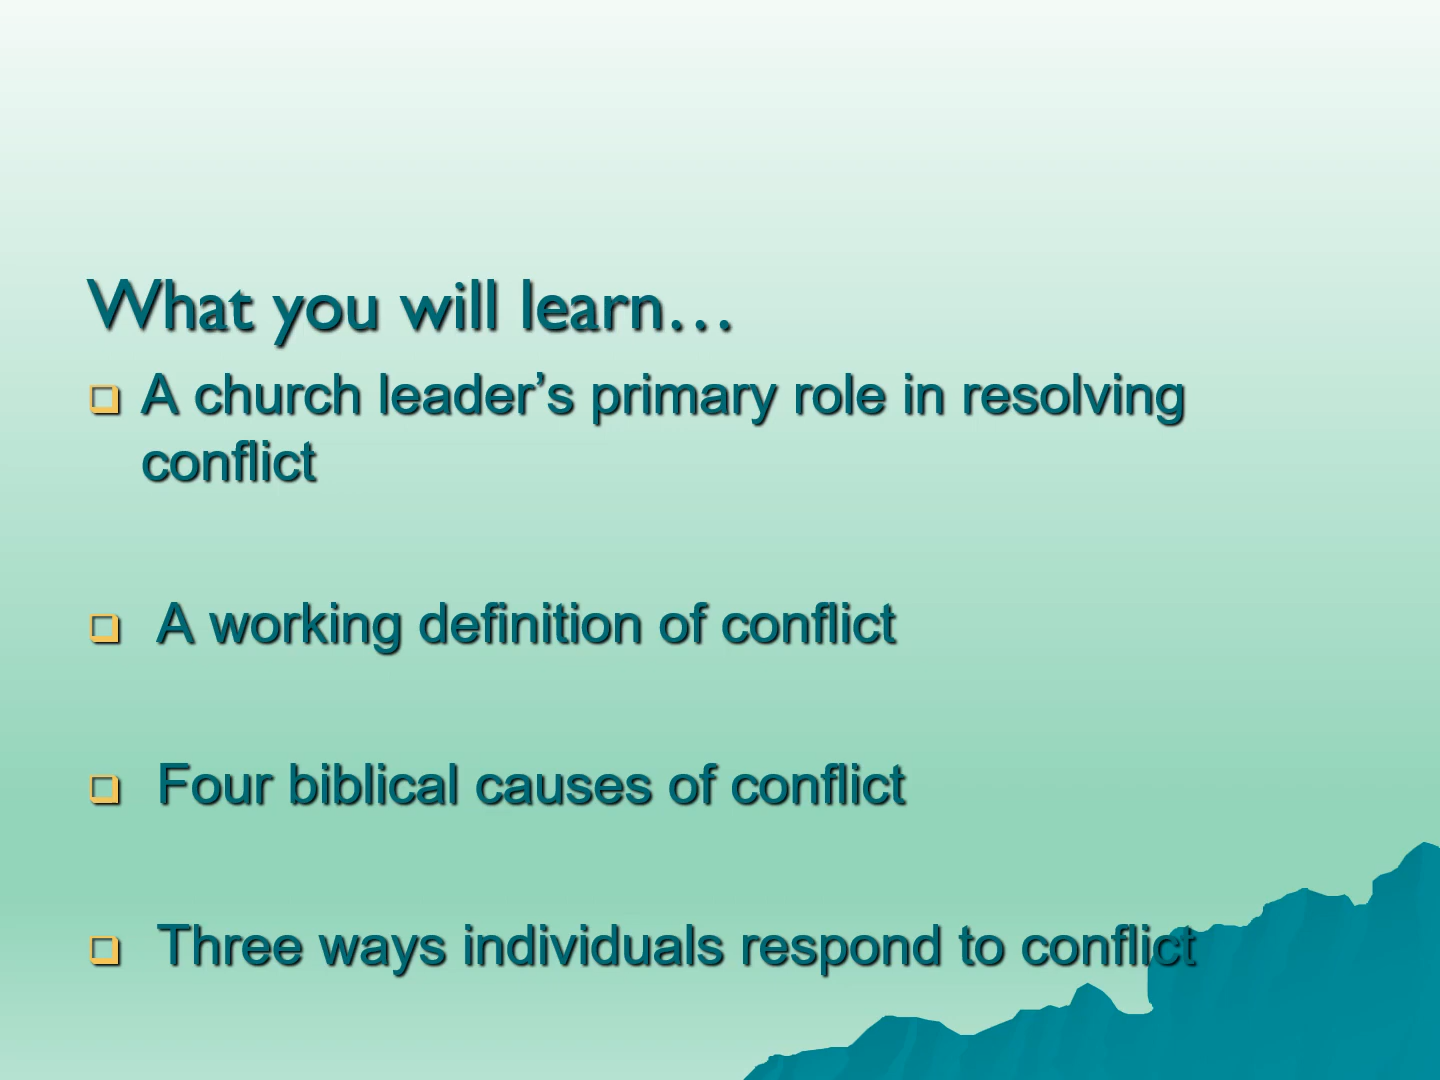 What you will learn…
A church leader’s primary role in resolving
conflict
A working definition of conflict
Four biblical causes of conflict
Three ways individuals respond to conflict